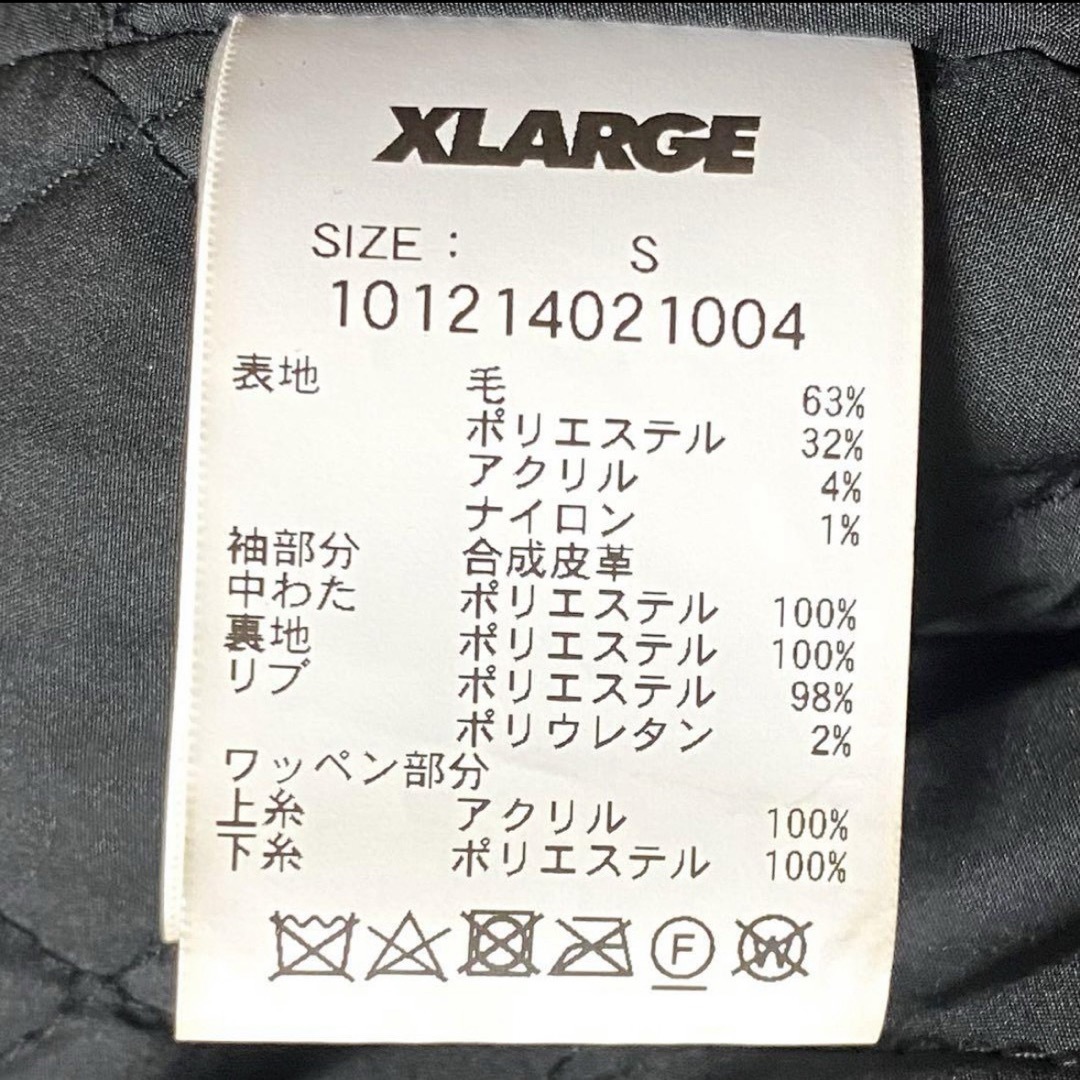 XLARGE
SIZE : S
101214021004
表地 毛 63%
ポリエステル 32%
アクリル 4%
ナイロン 1%
袖部分 合成皮革
中わた ポリエステル 100%
裏地 ポリエステル 100%
リブ ポリエステル 98%
ポリウレタン 2%
ワッペン部分
上糸 アクリル 100%
下糸 ポリエステル 100%
F W